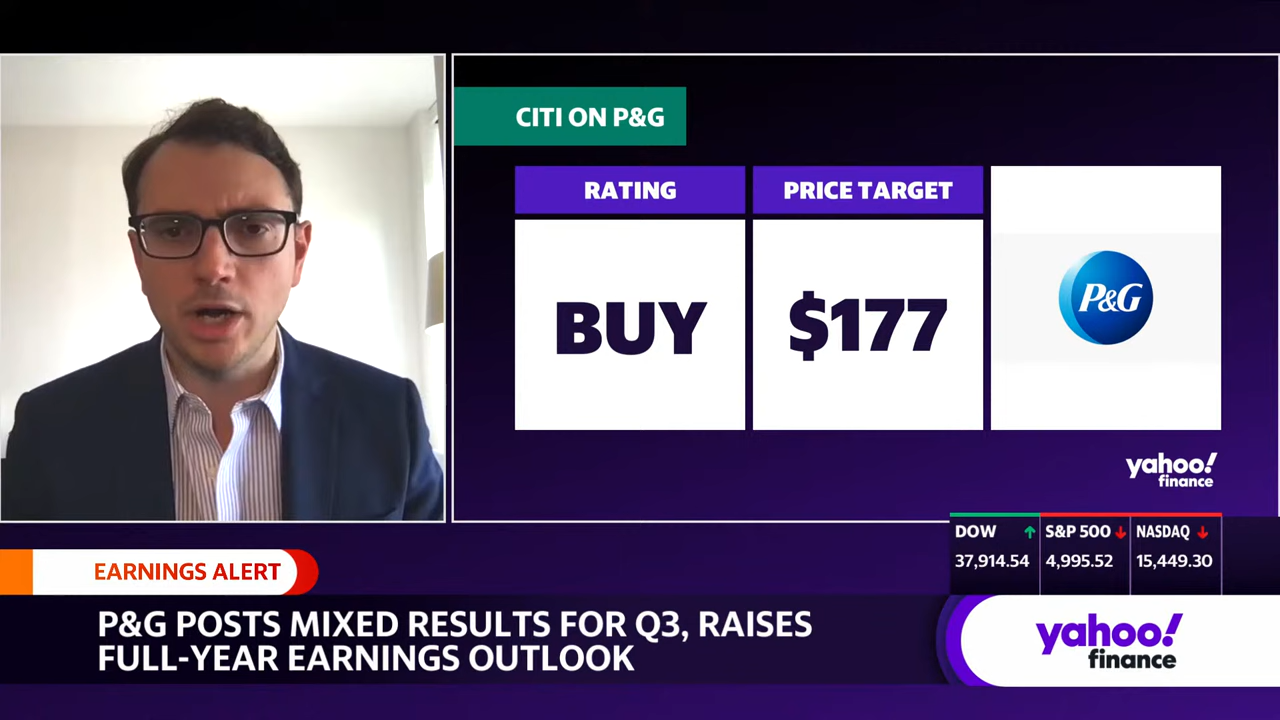 CITI ON P&G
RATING
PRICE TARGET
BUY
$177
P&G
yahoo!
finance
DOW
37,914.54
S&P 500
4,995.52
NASDAQ
15,449.30
EARNINGS ALERT
P&G POSTS MIXED RESULTS FOR Q3, RAISES
FULL-YEAR EARNINGS OUTLOOK
yahoo!
finance